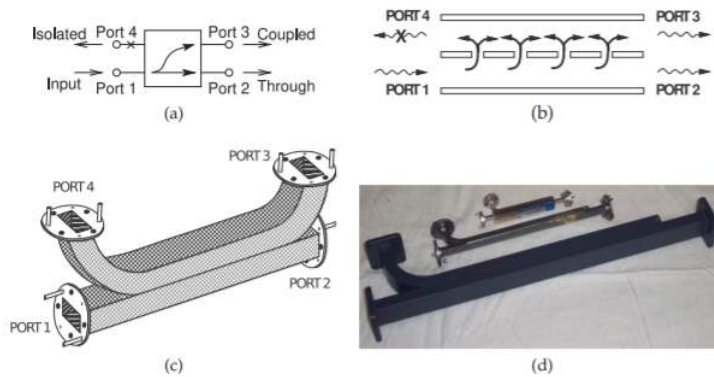 Isolated Port 4 Port 3 Coupled
Input Port 1 Port 2 Through
(a)
PORT 4 PORT 3
PORT 1 PORT 2
(b)
PORT 3
PORT 4
PORT 2
PORT 1
(c)
(d)